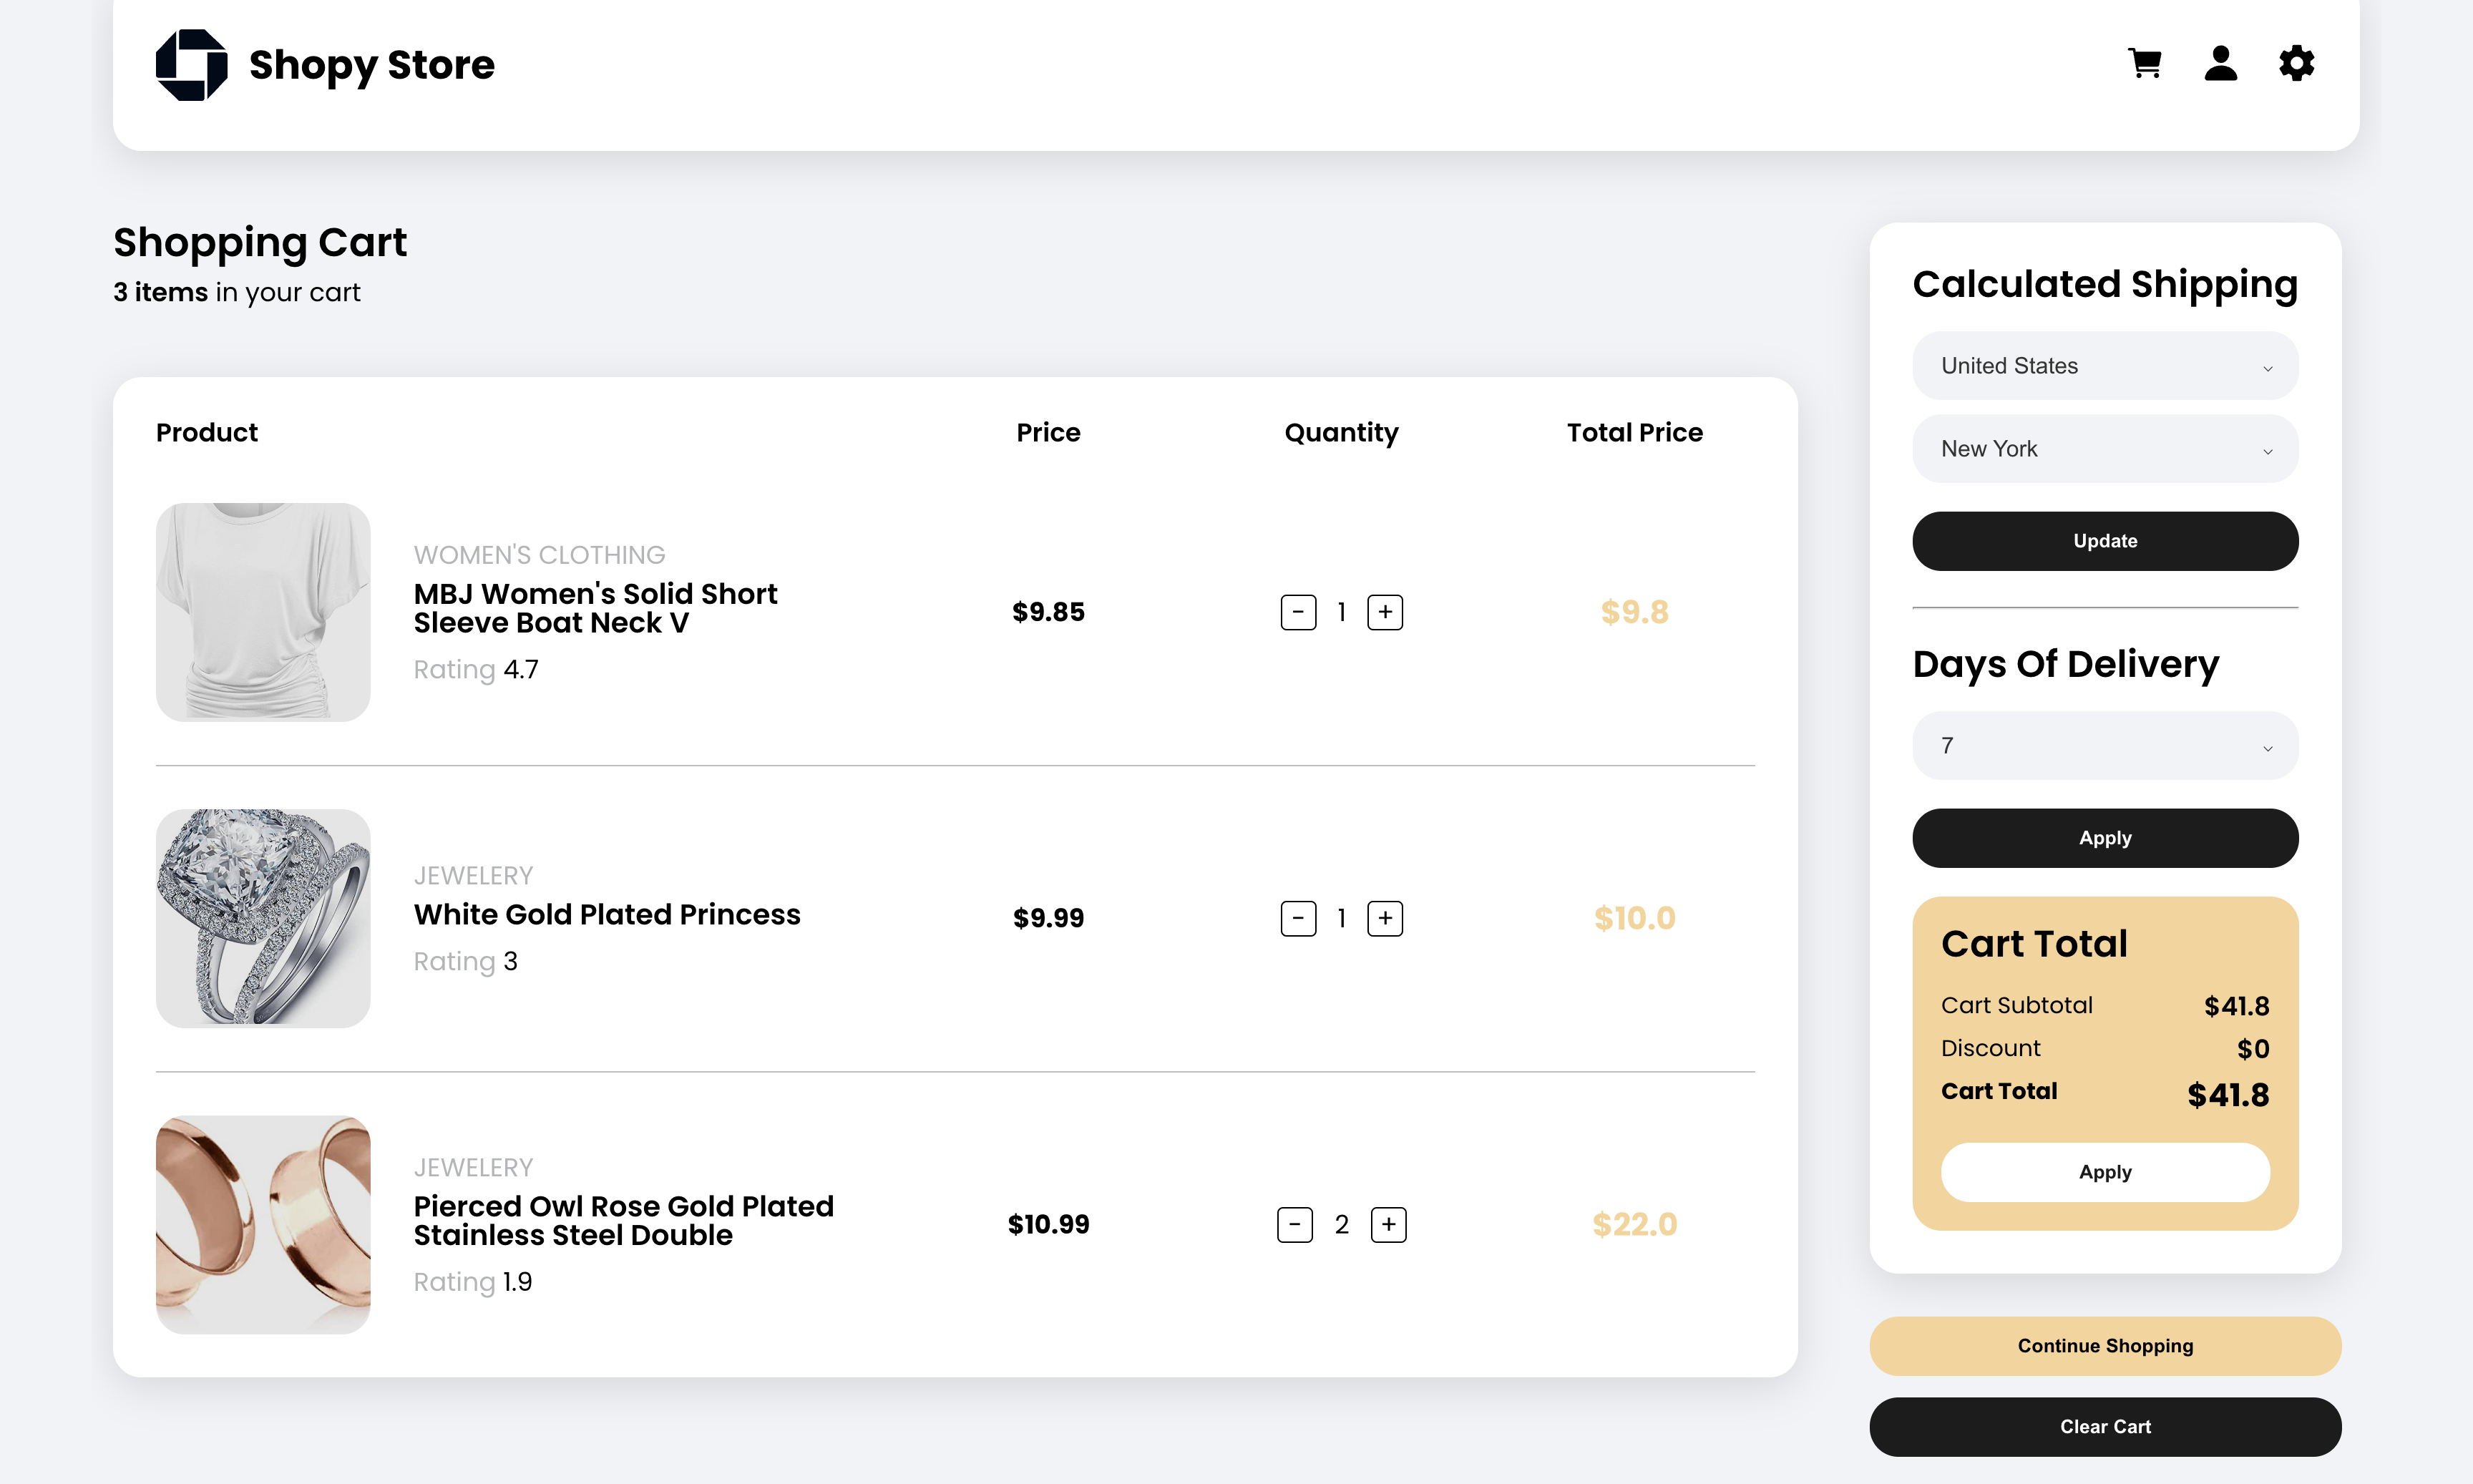 Shopy Store
Shopping Cart
3 items in your cart
Product Price Quantity Total Price
WOMEN'S CLOTHING
MBJ Women's Solid Short
Sleeve Boat Neck V
Rating 4.7
$9.85
- 1 +
$9.8
JEWELERY
White Gold Plated Princess
Rating 3
$9.99
- 1 +
$10.0
JEWELERY
Pierced Owl Rose Gold Plated
Stainless Steel Double
Rating 1.9
$10.99
- 2 +
$22.0
Calculated Shipping
United States
New York
Update
Days Of Delivery
7
Apply
Cart Total
Cart Subtotal $41.8
Discount $0
Cart Total $41.8
Apply
Continue Shopping
Clear Cart